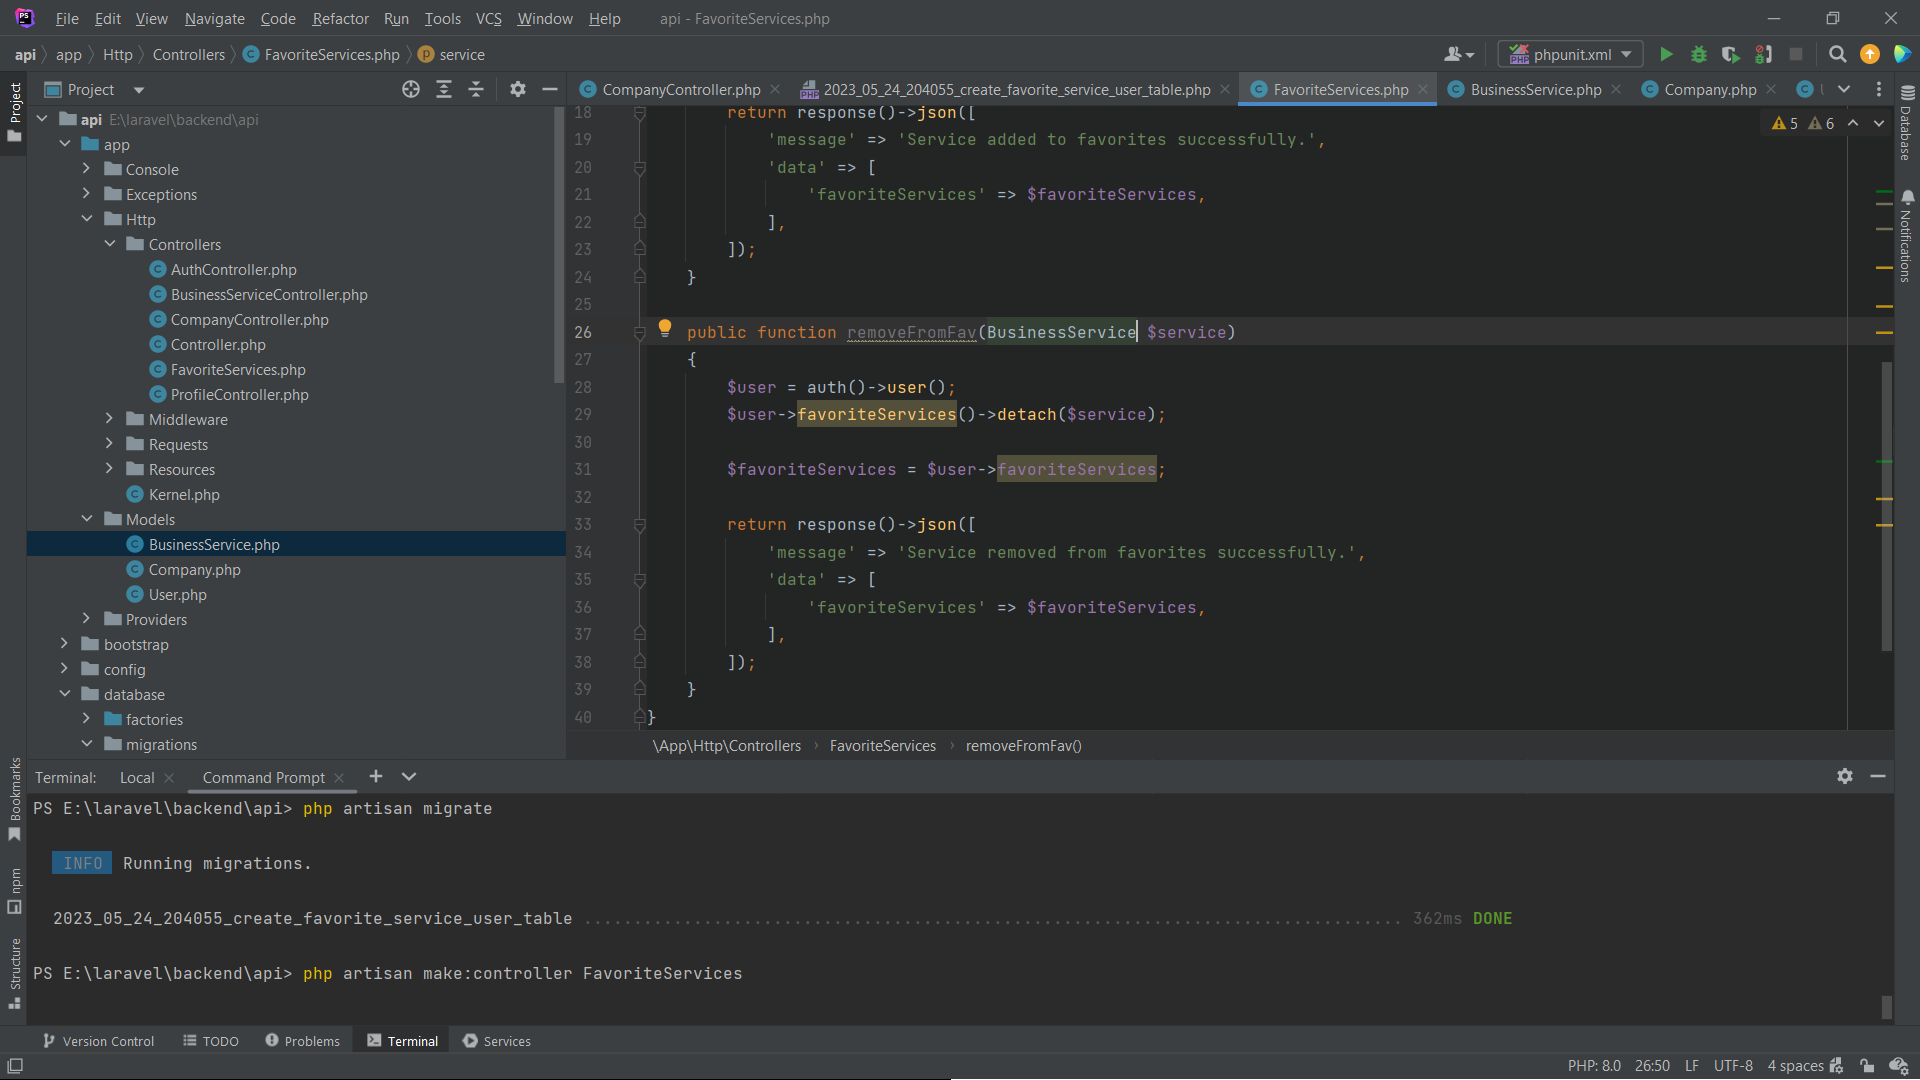 File Edit View Navigate Code Refactor Run Tools VCS Window Help api - FavoriteServices.php
api app Http Controllers FavoriteServices.php service
phpunit.xml
Project
CompanyController.php 2023_05_24_204055_create_favorite_service_user_table.php FavoriteServices.php BusinessService.php Company.php
Project
Database
Notifications
Bookmarks
npm
Structure
api E:\laravel\backend\api
app
Console
Exceptions
Http
Controllers
AuthController.php
BusinessServiceController.php
CompanyController.php
Controller.php
FavoriteServices.php
ProfileController.php
Middleware
Requests
Resources
Kernel.php
Models
BusinessService.php
Company.php
User.php
Providers
bootstrap
config
database
factories
migrations
5 6
18 return response()->json([
19 'message' => 'Service added to favorites successfully.',
20 'data' => [
21 'favoriteServices' => $favoriteServices,
22 ],
23 ]);
24 }
25
26 public function removeFromFav(BusinessService $service)
27 {
28 $user = auth()->user();
29 $user->favoriteServices()->detach($service);
30
31 $favoriteServices = $user->favoriteServices;
32
33 return response()->json([
34 'message' => 'Service removed from favorites successfully.',
35 'data' => [
36 'favoriteServices' => $favoriteServices,
37 ],
38 ]);
39 }
40 }
\App\Http\Controllers FavoriteServices removeFromFav()
Terminal: Local Command Prompt
PS E:\laravel\backend\api> php artisan migrate
INFO Running migrations.
2023_05_24_204055_create_favorite_service_user_table .................................................................................. 362ms DONE
PS E:\laravel\backend\api> php artisan make:controller FavoriteServices
Version Control TODO Problems Terminal Services
PHP: 8.0 26:50 LF UTF-8 4 spaces